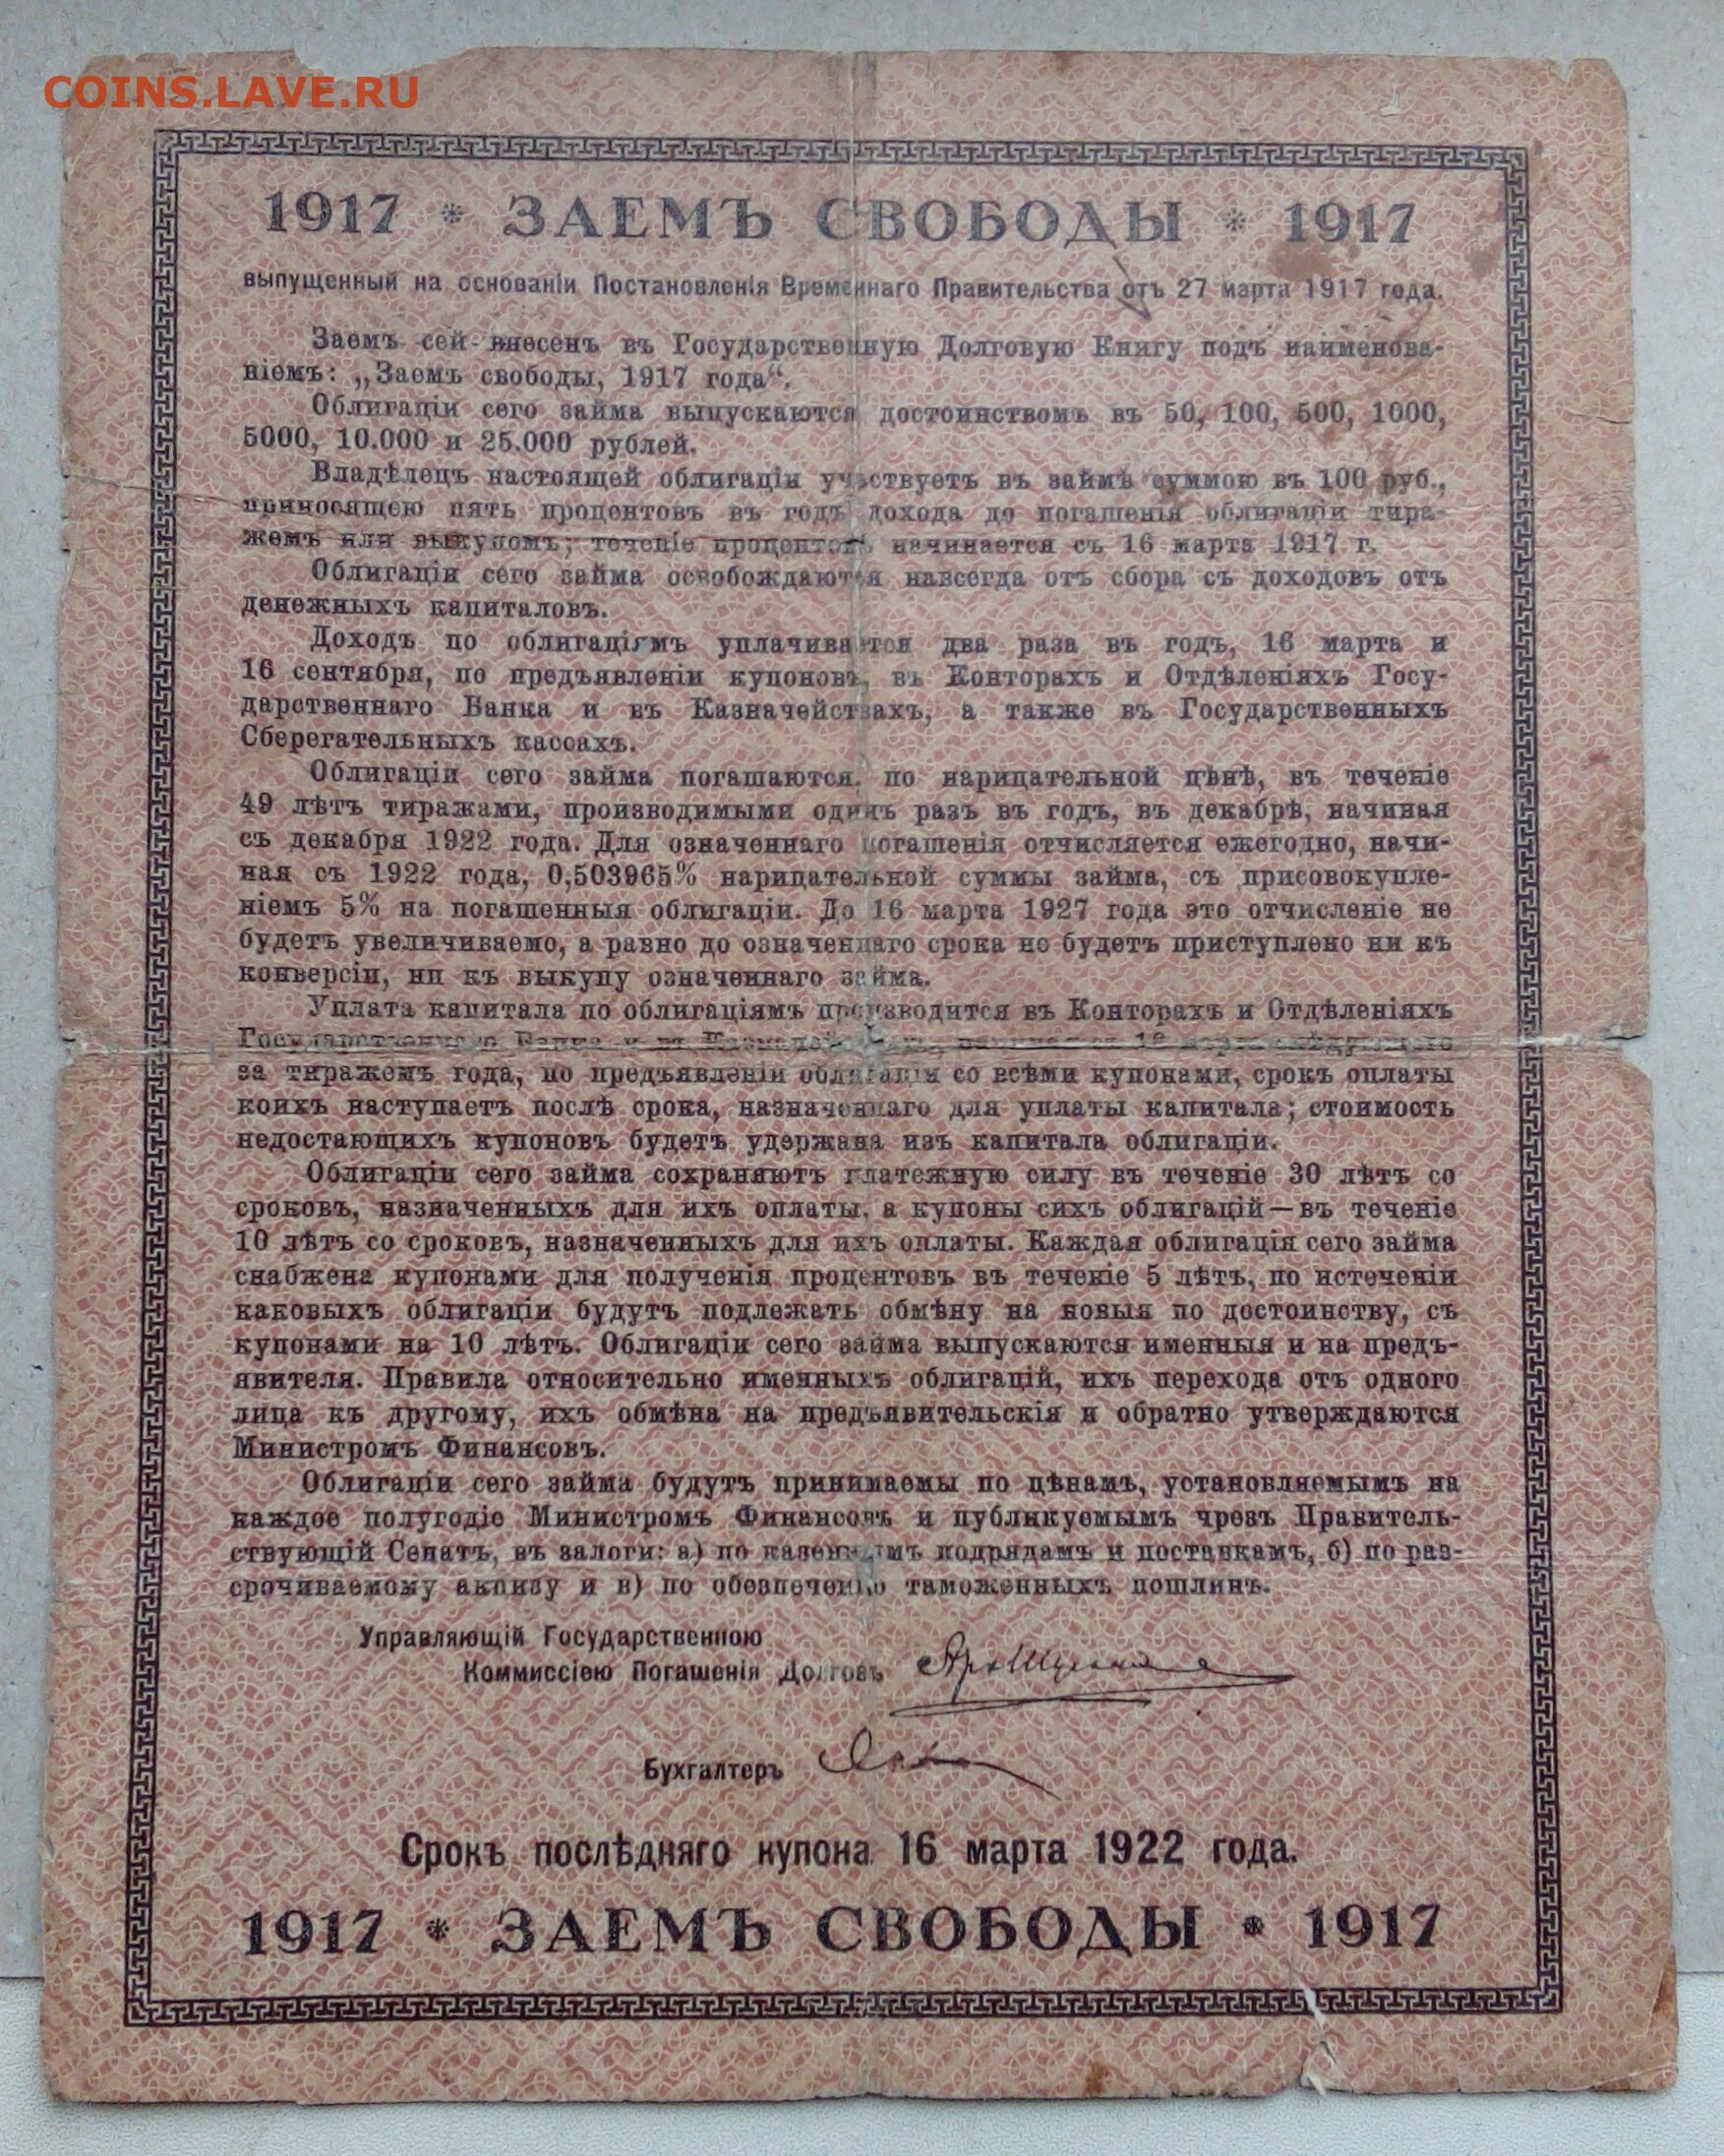 COINS.LAVE.RU
1917 * ЗАЕМЪ СВОБОДЫ * 1917
выпущенный на основанiи Постановленiя Временнаго Правительства отъ 27 марта 1917 года.
Заемъ сей внесенъ въ Государственную Долговую Книгу подъ наименова-
нiемъ: „Заемъ свободы, 1917 года“.
Облигацiи сего займа выпускаются достоинствомъ въ 50, 100, 500, 1000,
5000, 10.000 и 25.000 рублей.
Владѣлецъ настоящей облигацiи участвуетъ въ займѣ суммою въ 100 руб.,
приносящею пять процентовъ въ годъ дохода до погашенiя облигацiи тира-
жемъ или выкупомъ; теченiе процентовъ начинается съ 16 марта 1917 г.
Облигацiи сего займа освобождаются навсегда отъ сбора съ доходовъ отъ
денежныхъ капиталовъ.
Доходъ по облигацiямъ уплачивается два раза въ годъ, 16 марта и
16 сентября, по предъявленiи купоновъ, въ Конторахъ и Отдѣленiяхъ Госу-
дарственнаго Банка и въ Казначействахъ, а также въ Государственныхъ
Сберегательныхъ кассахъ.
Облигацiи сего займа погашаются, по нарицательной цѣнѣ, въ теченiе
49 лѣтъ тиражами, производимыми одинъ разъ въ годъ, въ декабрѣ, начиная
съ декабря 1922 года. Для означеннаго погашенiя отчисляется ежегодно, начи-
ная съ 1922 года, 0,503965% нарицательной суммы займа, съ присовокупле-
нiемъ 5% на погашенныя облигацiи. До 16 марта 1927 года это отчисленiе не
будетъ увеличиваемо, а равно до означеннаго срока не будетъ приступлено ни къ
конверсiи, ни къ выкупу означеннаго займа.
Уплата капитала по облигацiямъ производится въ Конторахъ и Отдѣленiяхъ
Государственнаго Банка и въ Казначействахъ, начиная съ 16 марта слѣдующаго
за тиражемъ года, по предъявленiи облигацiи со всѣми купонами, срокъ оплаты
коихъ наступаетъ послѣ срока, назначеннаго для уплаты капитала; стоимость
недостающихъ купоновъ будетъ удержана изъ капитала облигацiи.
Облигацiи сего займа сохраняютъ платежную силу въ теченiе 30 лѣтъ со
сроковъ, назначенныхъ для ихъ оплаты, а купоны сихъ облигацiй—въ теченiе
10 лѣтъ со сроковъ, назначенныхъ для ихъ оплаты. Каждая облигацiя сего займа
снабжена купонами для полученiя процентовъ въ теченiе 5 лѣтъ, по истеченiи
каковыхъ облигацiи будутъ подлежать обмѣну на новыя по достоинству, съ
купонами на 10 лѣтъ. Облигацiи сего займа выпускаются именныя и на предъ-
явителя. Правила относительно именныхъ облигацiй, ихъ перехода отъ одного
лица къ другому, ихъ обмѣна на предъявительскiя и обратно утверждаются
Министромъ Финансовъ.
Облигацiи сего займа будутъ принимаемы по цѣнамъ, установляемымъ на
каждое полугодiе Министромъ Финансовъ и публикуемымъ чрезъ Правитель-
ствующiй Сенатъ, въ залоги: а) по казеннымъ подрядамъ и поставкамъ, б) по раз-
срочиваемому акцизу и в) по обезпеченiю таможенныхъ пошлинъ.
Управляющiй Государственною
Коммиссiею Погашенiя Долговъ
Бухгалтеръ
Срокъ послѣдняго купона 16 марта 1922 года.
1917 * ЗАЕМЪ СВОБОДЫ * 1917